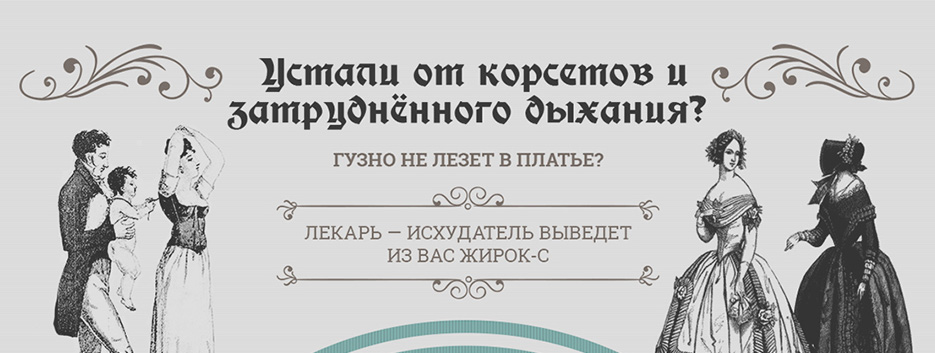 Устали от корсетов и
затруднённого дыхания?
ГУЗНО НЕ ЛЕЗЕТ В ПЛАТЬЕ?
ЛЕКАРЬ — ИСХУДАТЕЛЬ ВЫВЕДЕТ
ИЗ ВАС ЖИРОК-С